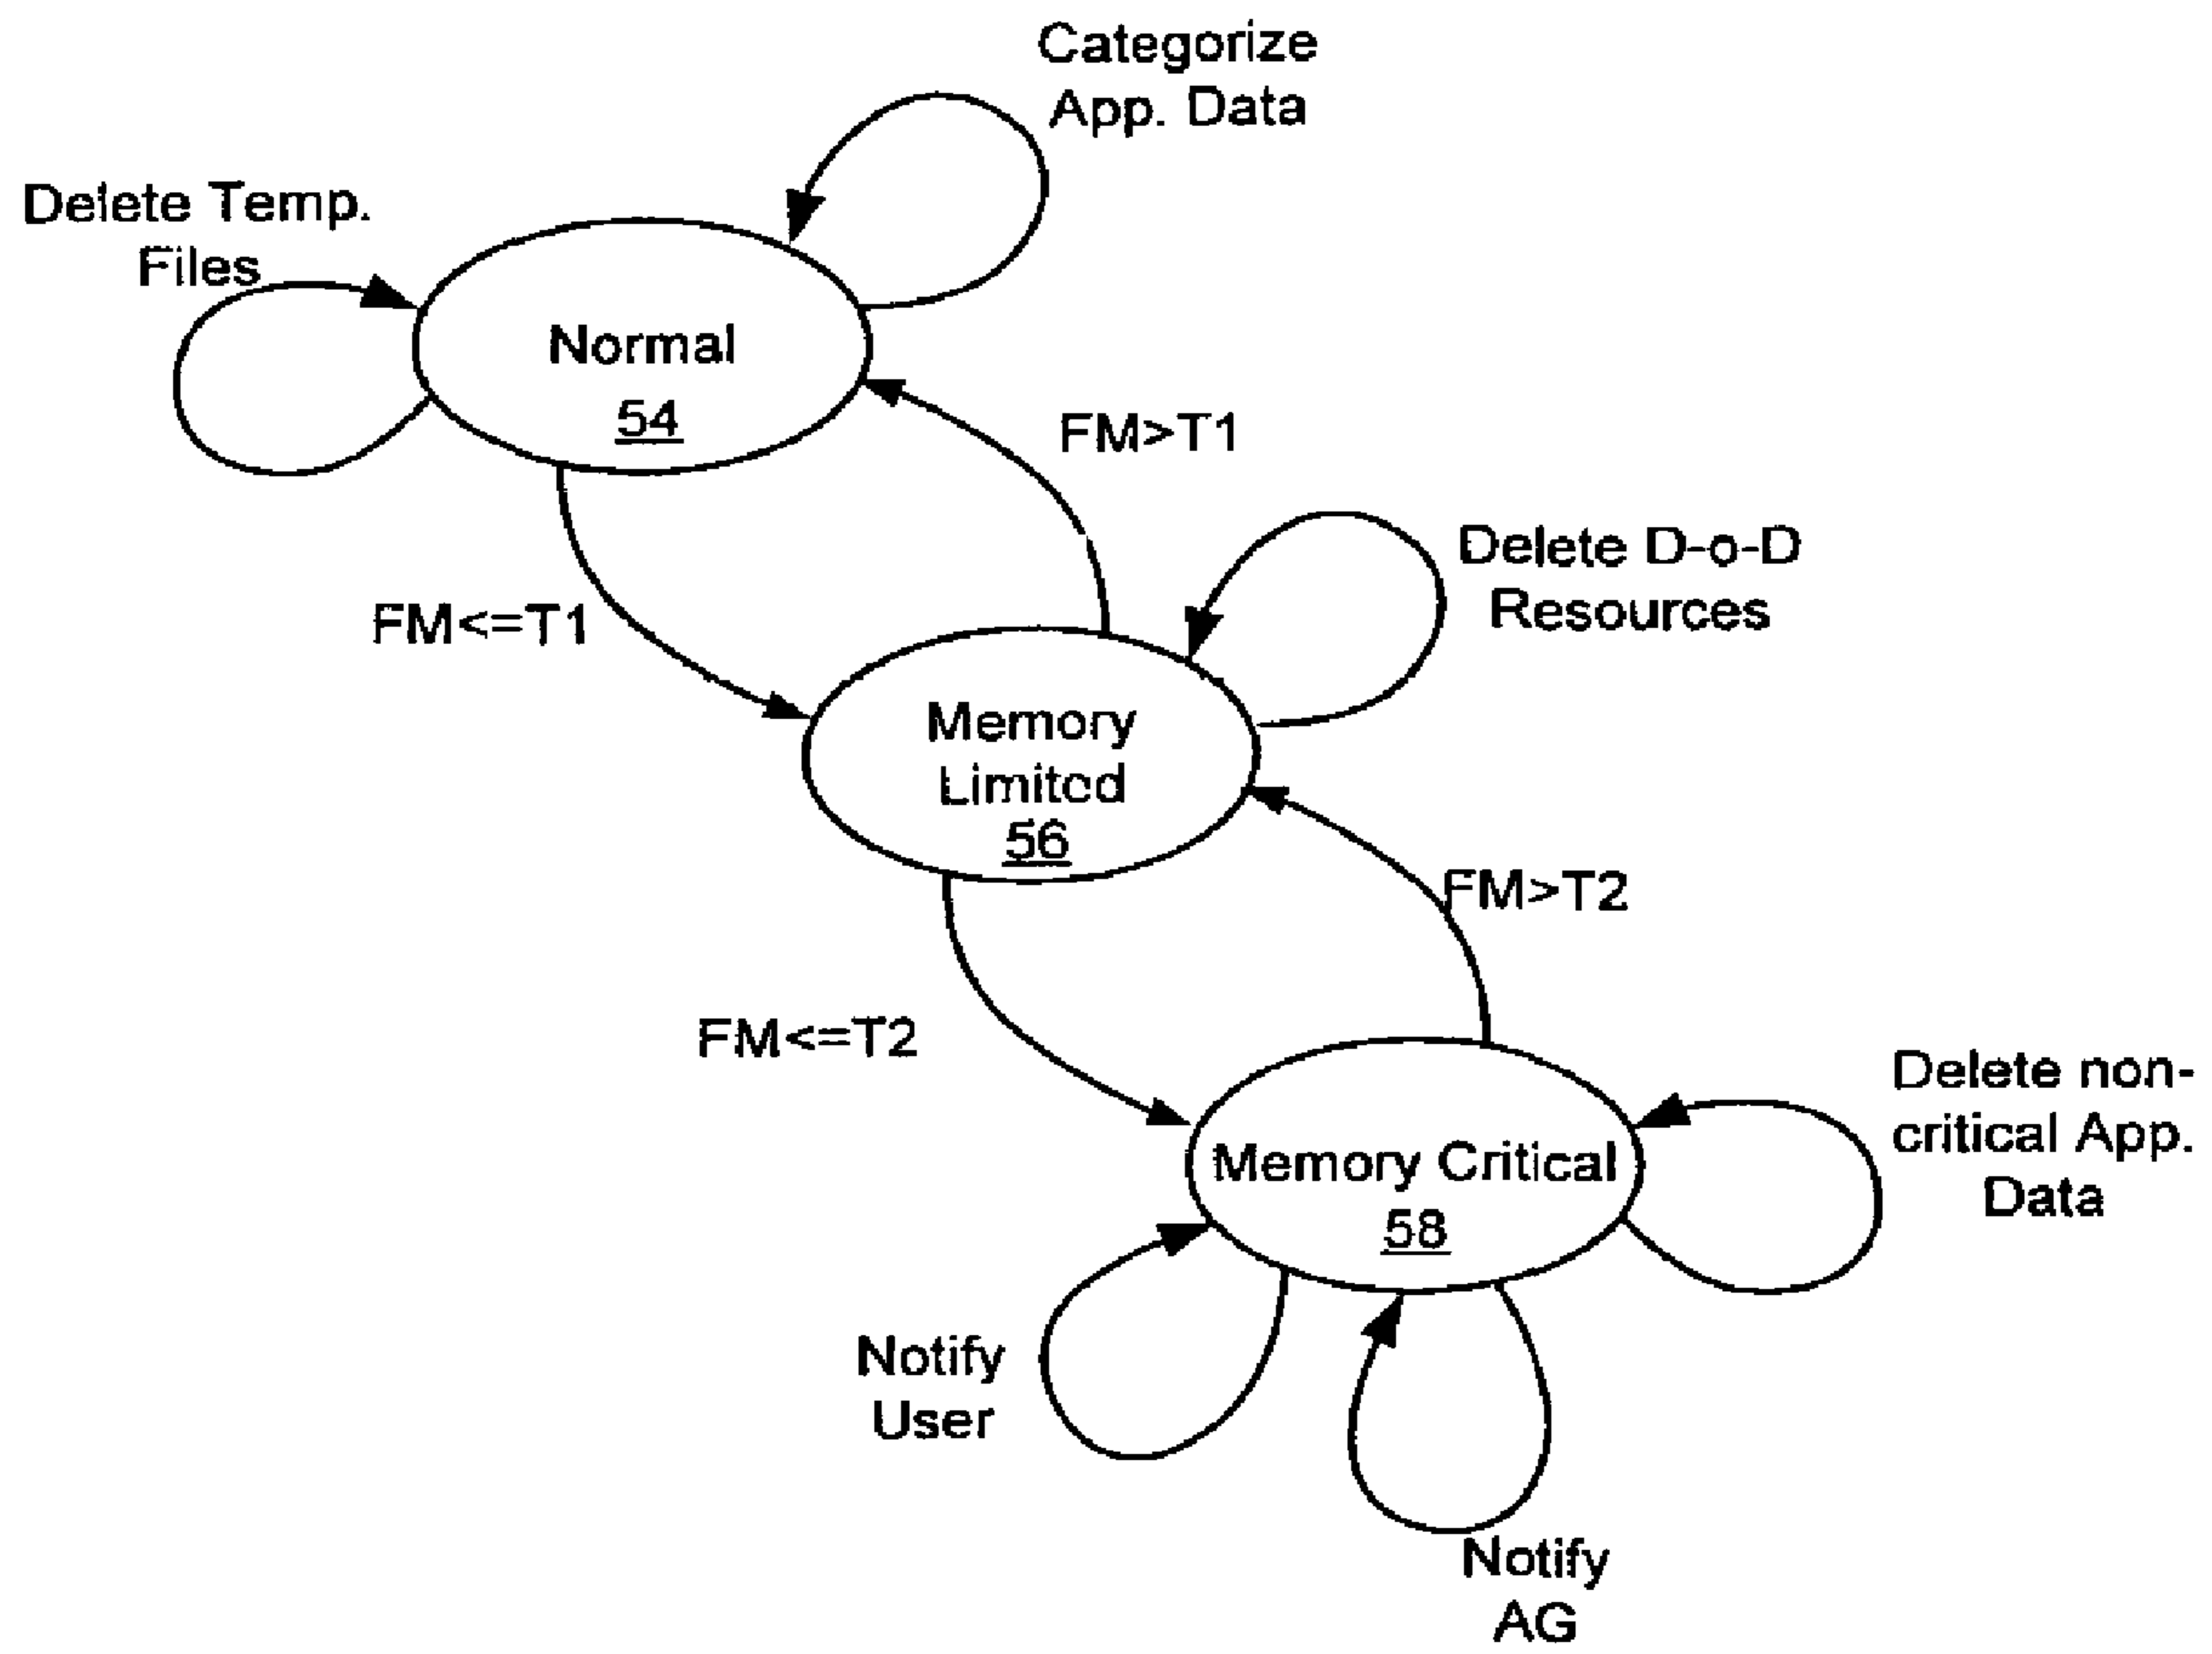 Categorize
App. Data
Delete Temp.
Files
Normal
54
FM>T1
FM<=T1
Delete D-o-D
Resources
Memory
Limited
56
FM>T2
FM<=T2
Delete non-
critical App.
Data
Memory Critical
58
Notify
User
Notify
AG